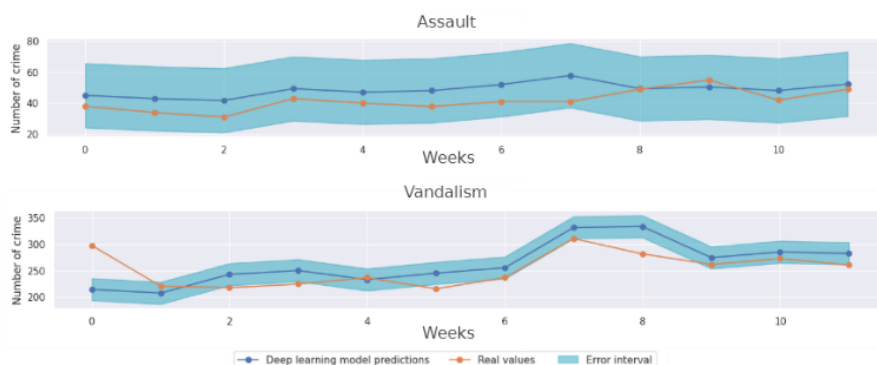 Assault
Number of crime
80
60
40
20
0 2 4 6 8 10
Weeks
Vandalism
Number of crime
350
300
250
200
0 2 4 6 8 10
Weeks
Deep learning model predictions Real values Error interval